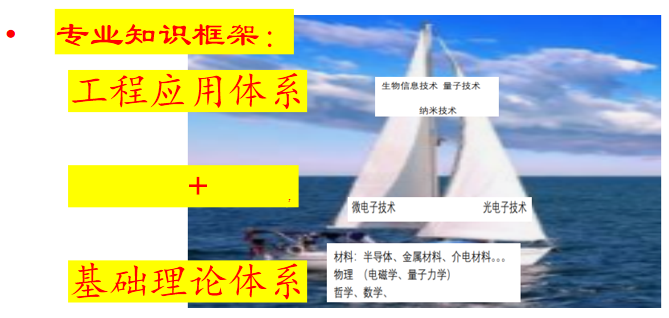 • 专业知识框架：
工程应用体系
生物信息技术 量子技术
纳米技术
+
微电子技术 光电子技术
基础理论体系
材料：半导体、金属材料、介电材料。。。
物理 （电磁学、量子力学）
哲学、数学、